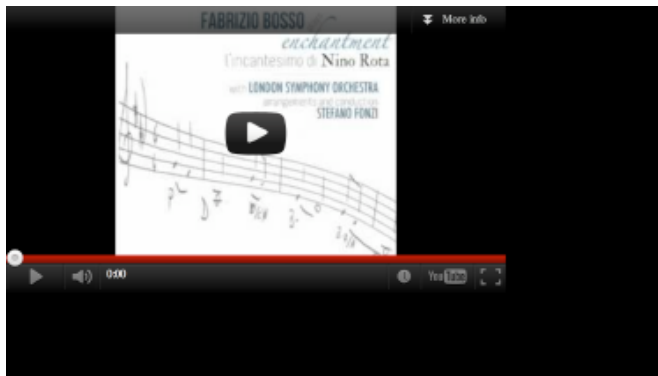 FABRIZIO BOSSO
More info
enchantment
l'incantesimo di Nino Rota
with LONDON SYMPHONY ORCHESTRA
arrangements and conduction
STEFANO FONZI
0:00
YouTube